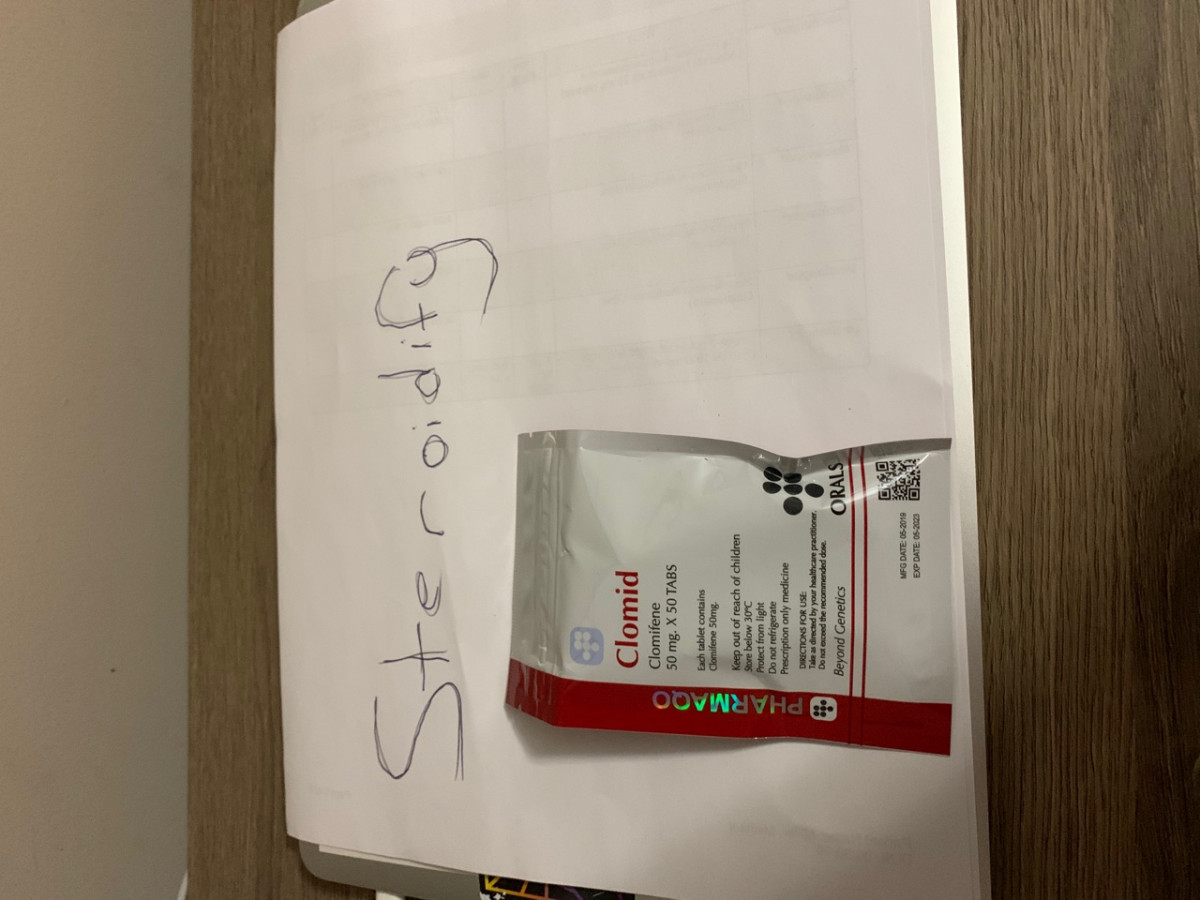 Steroidify
PHARMAQO
Clomid
Clomifene
50 mg. X 50 TABS
Each tablet contains
Clomifene 50mg.
Keep out of reach of children
Store below 30ºC
Protect from light
Do not refrigerate
Prescription only medicine
DIRECTIONS FOR USE:
Take as directed by your healthcare practitioner.
Do not exceed the recommended dose.
Beyond Genetics
ORALS
MFG DATE: 05-2019
EXP DATE: 05-2023